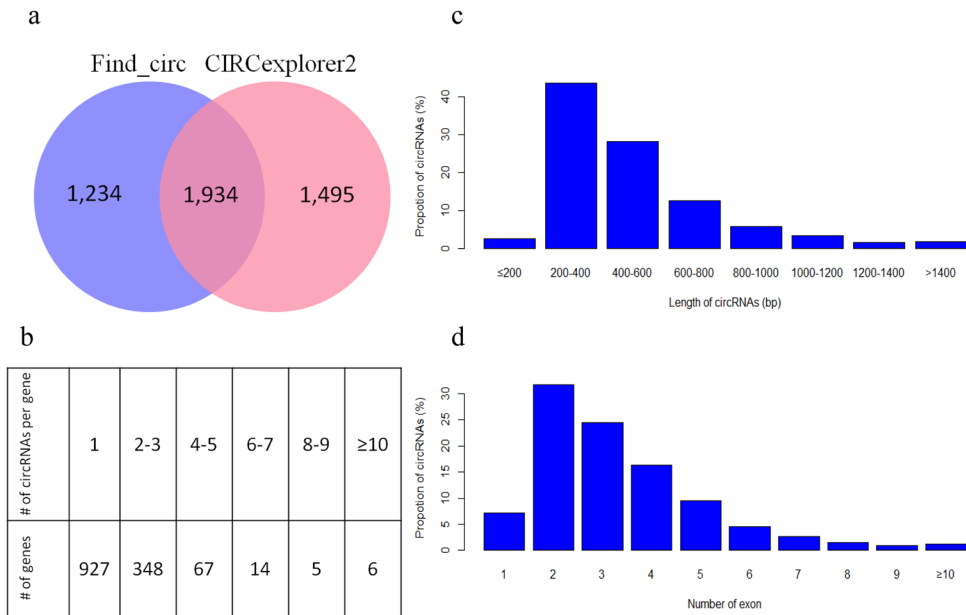 a
Find_circ CIRCexplorer2
1,234 1,934 1,495
b
# of circRNAs per gene 1 2-3 4-5 6-7 8-9 ≥10
# of genes 927 348 67 14 5 6
c
Propotion of circRNAs (%)
40
30
20
10
0
≤200 200-400 400-600 600-800 800-1000 1000-1200 1200-1400 >1400
Length of circRNAs (bp)
d
Propotion of circRNAs (%)
30
25
20
15
10
5
0
1 2 3 4 5 6 7 8 9 ≥10
Number of exon